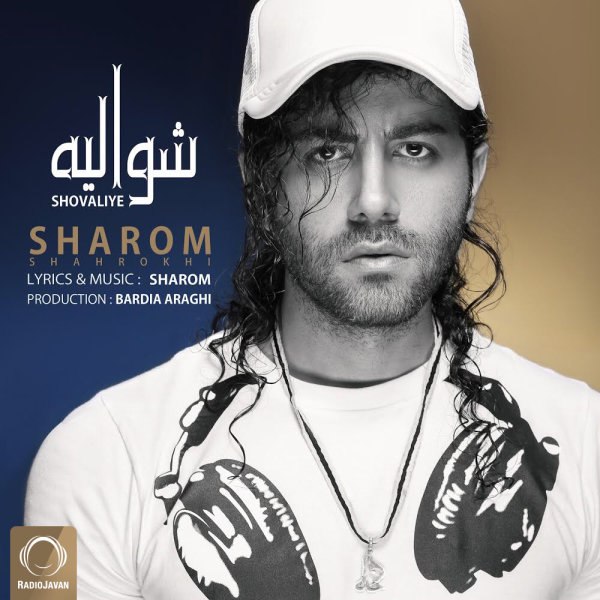 شوالیه
SHOVALIYE
SHAROM
SHAHROKHI
LYRICS & MUSIC : SHAROM
PRODUCTION : BARDIA ARAGHI
RADIOJAVAN